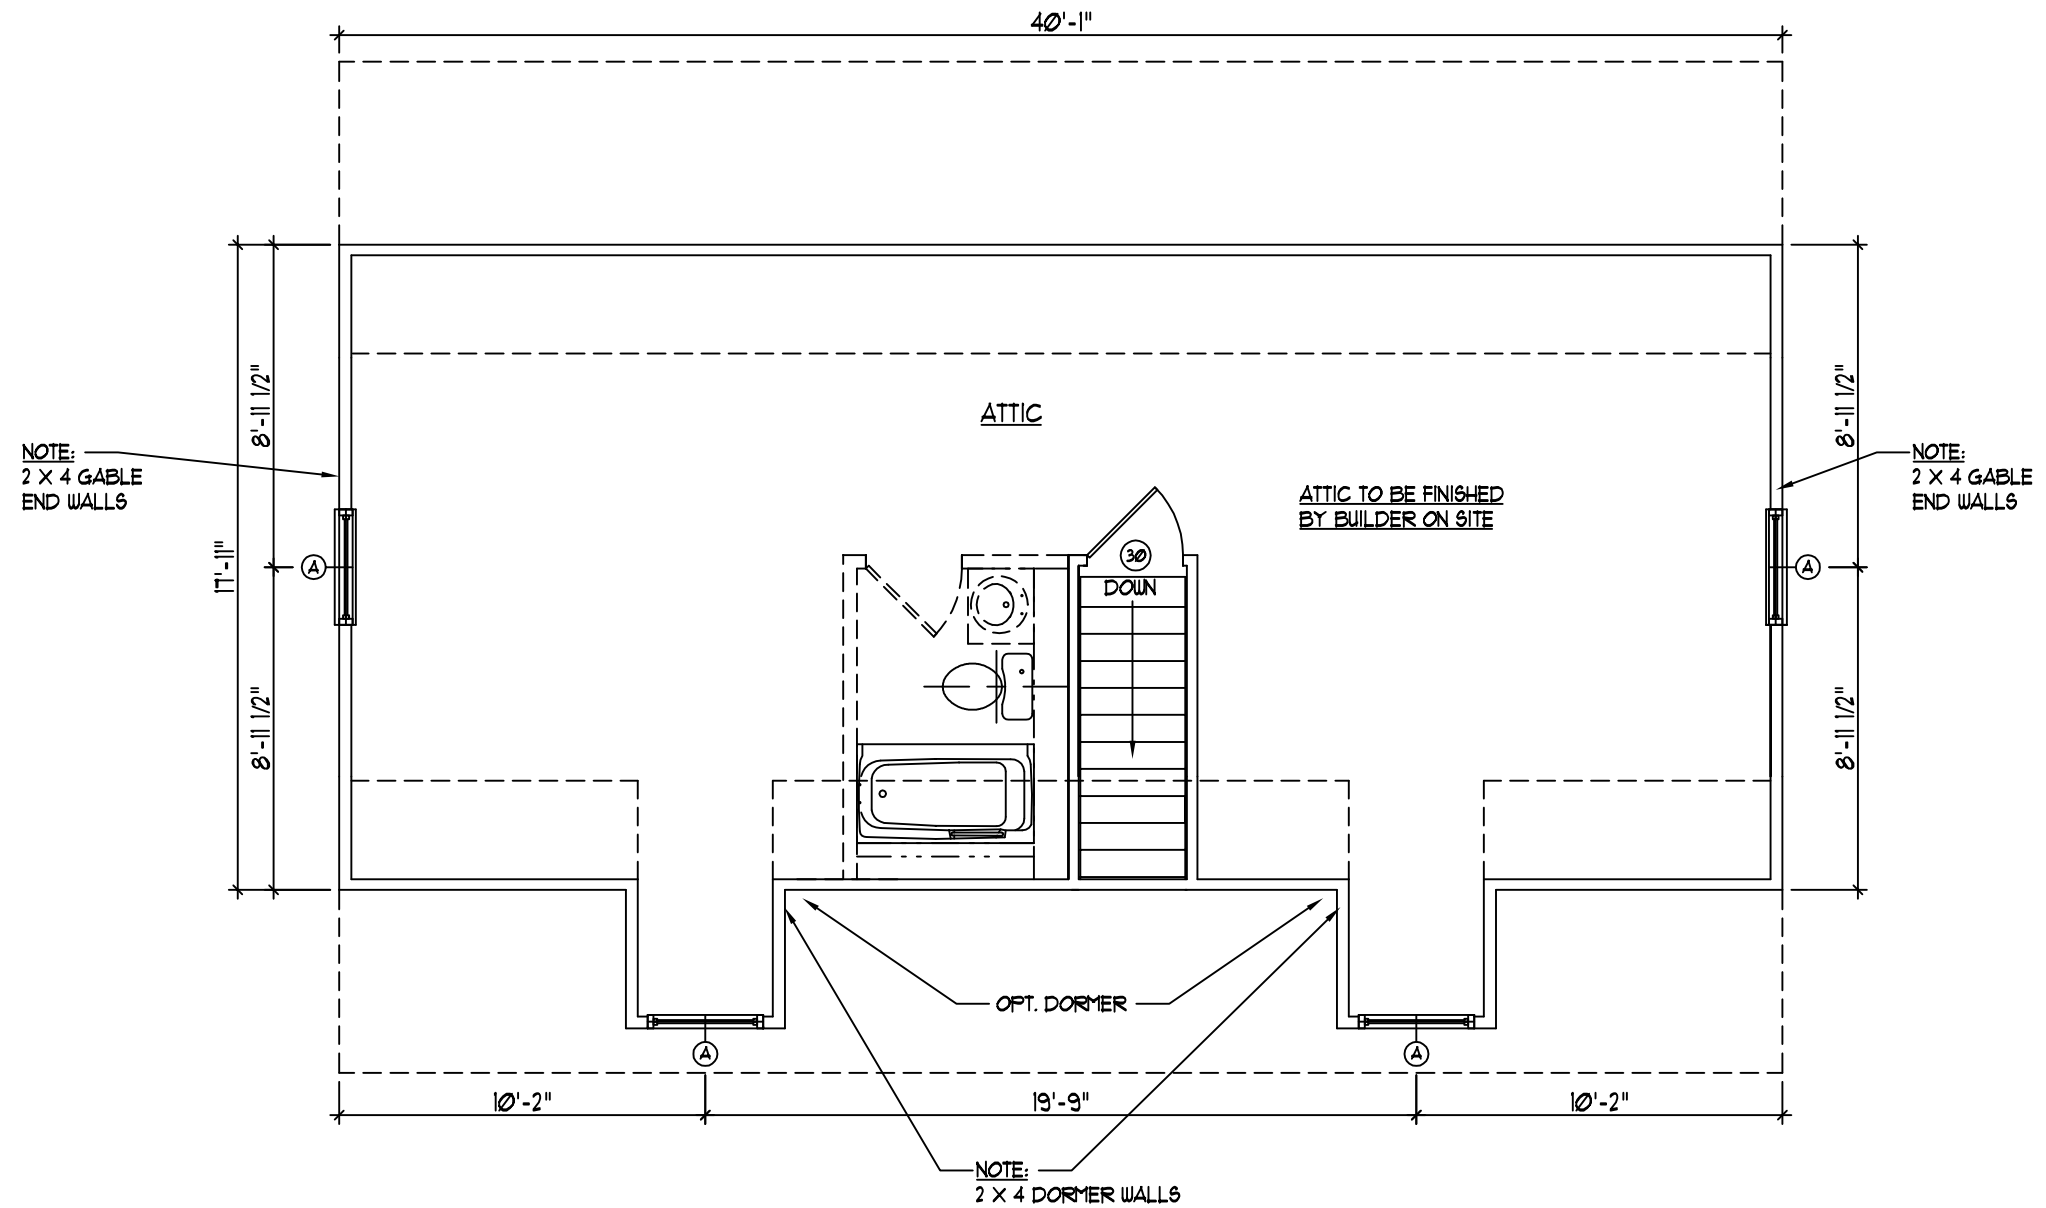 40'-1"
8'-11 1/2"
8'-11 1/2"
ATTIC
NOTE:
2 X 4 GABLE
END WALLS
NOTE:
2 X 4 GABLE
END WALLS
ATTIC TO BE FINISHED
BY BUILDER ON SITE
17'-11"
A
30
A
DOWN
8'-11 1/2"
8'-11 1/2"
OPT. DORMER
A
A
10'-2"
19'-9"
10'-2"
NOTE:
2 X 4 DORMER WALLS